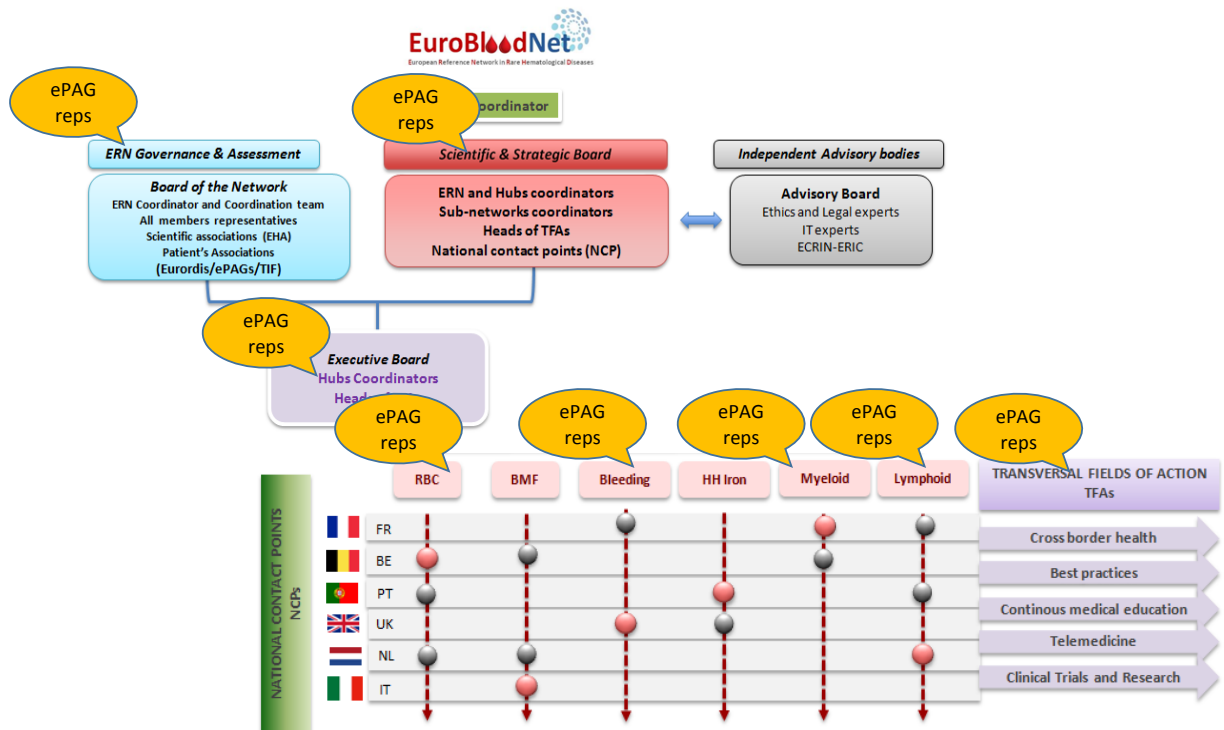 EuroBloodNet
European Reference Network in Rare Hematological Diseases
ePAG
reps
ePAG
reps
oordinator
ERN Governance & Assessment
Scientific & Strategic Board
Independent Advisory bodies
Board of the Network
ERN Coordinator and Coordination team
All members representatives
Scientific associations (EHA)
Patient's Associations
(Eurordis/ePAGs/TIF)
ERN and Hubs coordinators
Sub-networks coordinators
Heads of TFAs
National contact points (NCP)
Advisory Board
Ethics and Legal experts
IT experts
ECRIN-ERIC
ePAG
reps
Executive Board
Hubs Coordinators
ePAG
reps
ePAG
reps
ePAG
reps
ePAG
reps
ePAG
reps
RBC
BMF
Bleeding
HH Iron
Myeloid
Lymphoid
TRANSVERSAL FIELDS OF ACTION
TFAs
NATIONAL CONTACT POINTS
NCPs
FR
BE
PT
UK
NL
IT
Cross border health
Best practices
Continous medical education
Telemedicine
Clinical Trials and Research